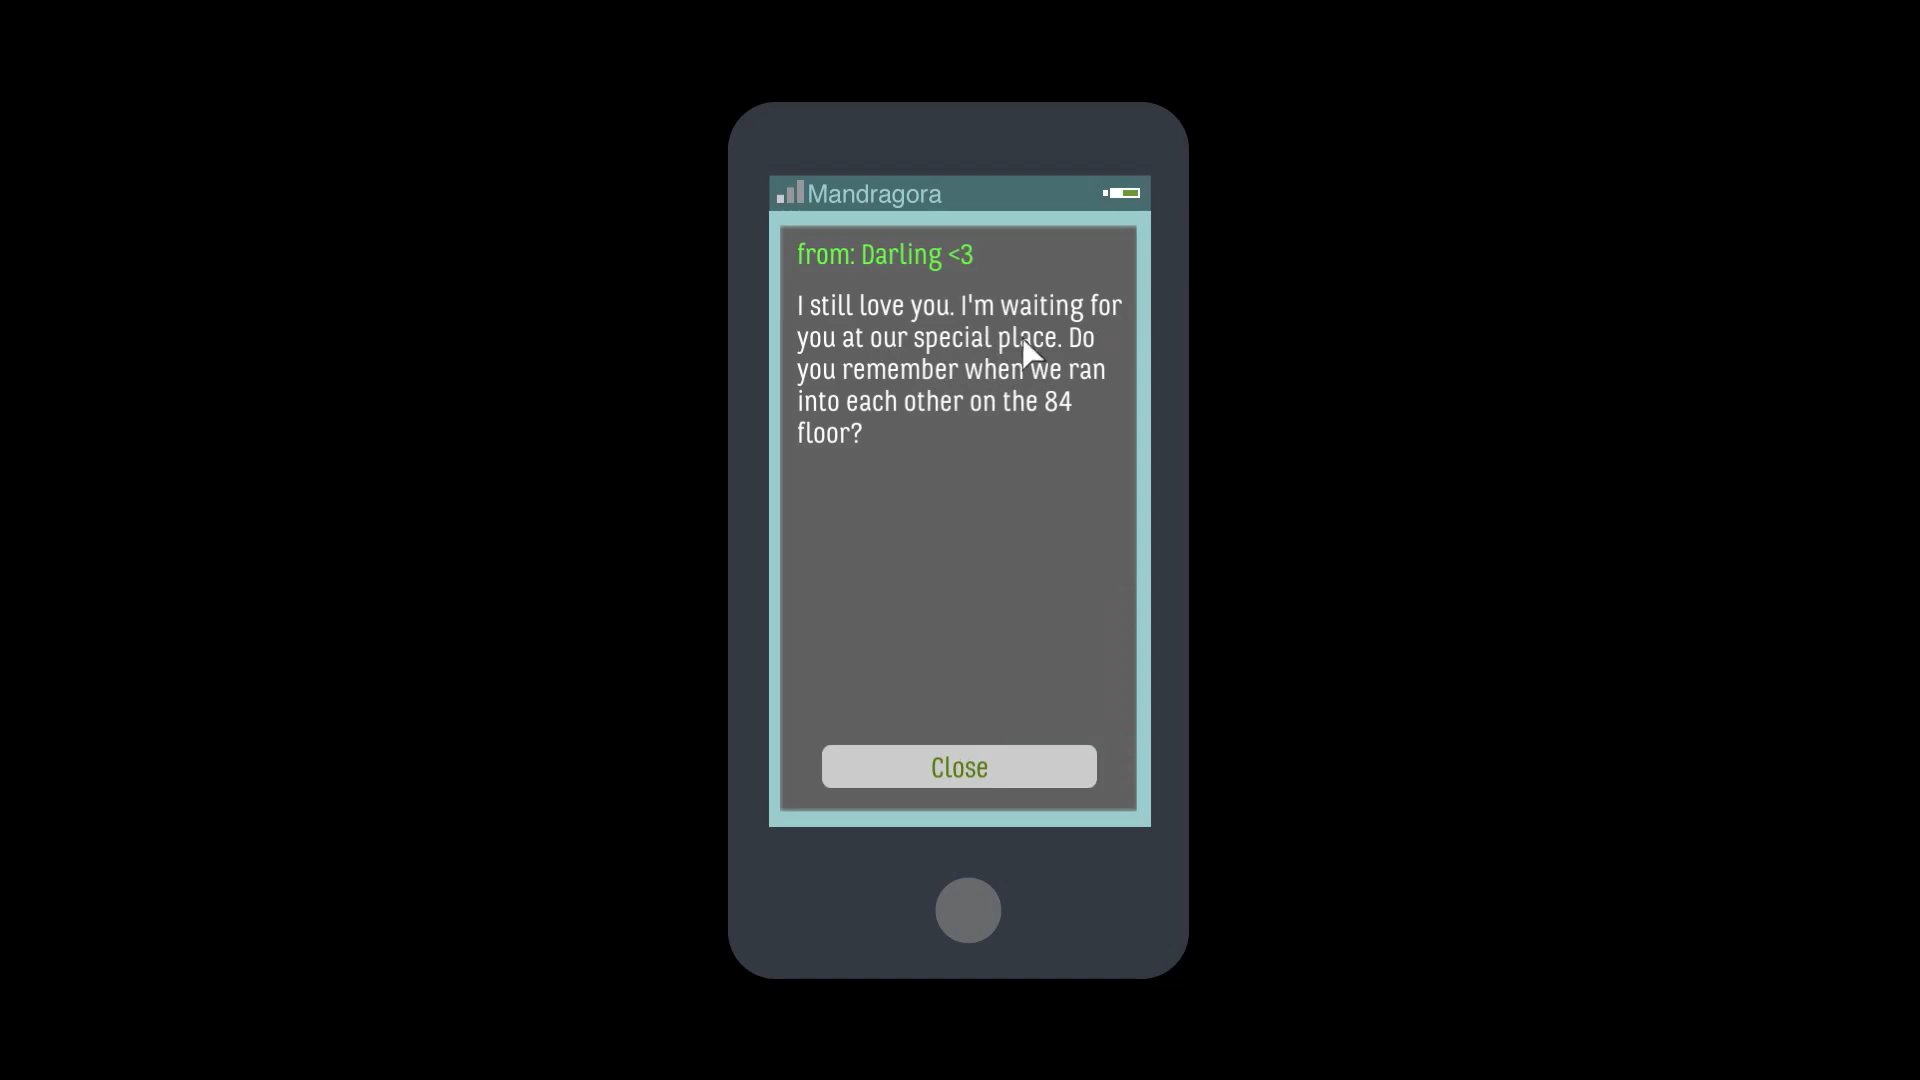 Mandragora
from: Darling <3
I still love you. I'm waiting for
you at our special place. Do
you remember when we ran
into each other on the 84
floor?
Close